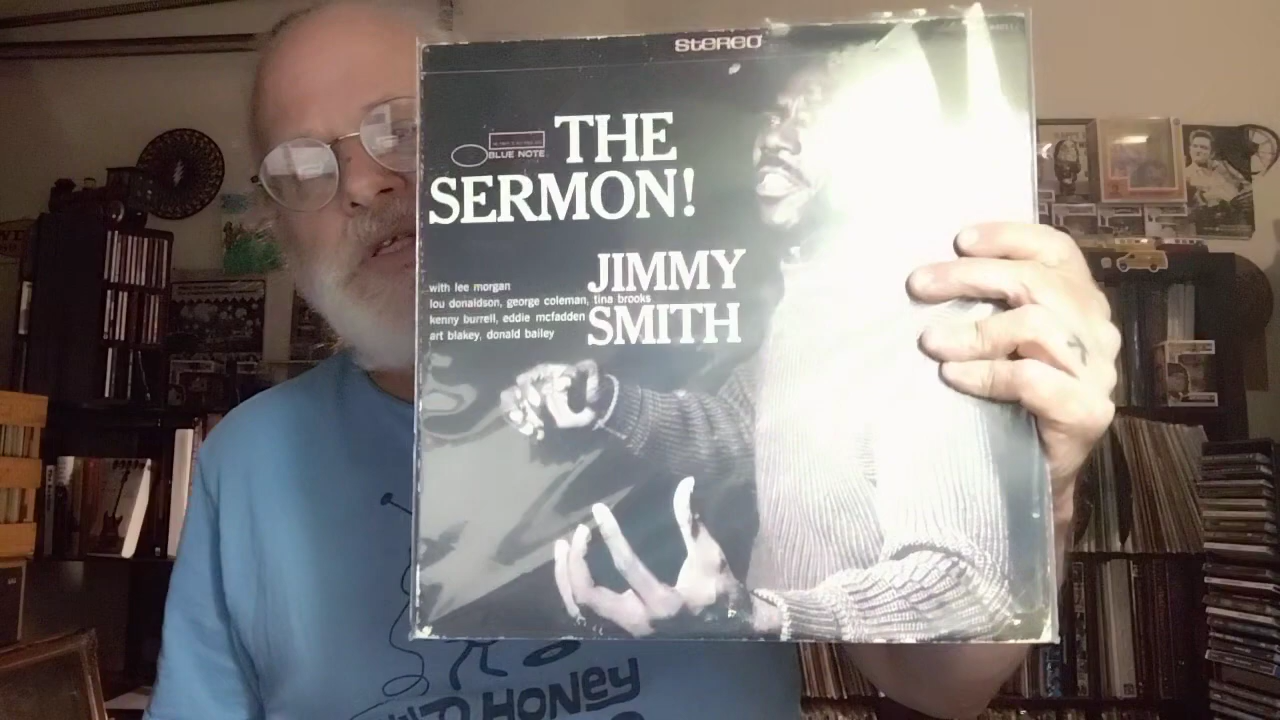 STEREO
THE
BLUE NOTE
SERMON!
JIMMY
with lee morgan
lou donaldson, george coleman, tina brooks
kenny burrell, eddie mcfadden
SMITH
art blakey, donald bailey
HONEY